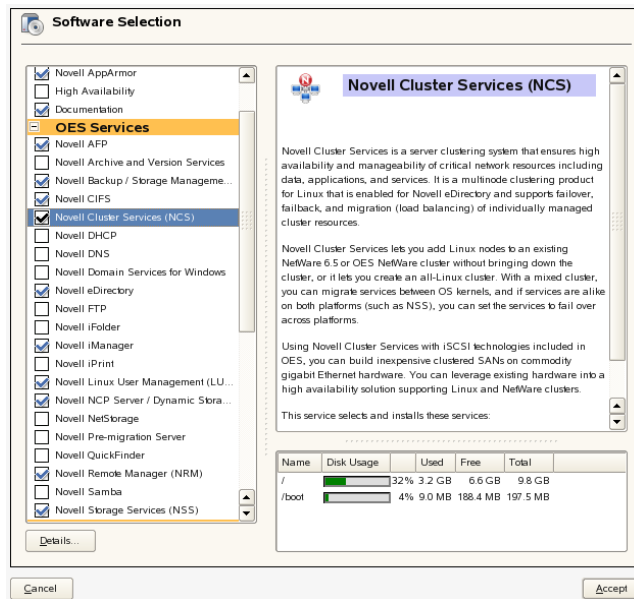 Software Selection
Novell AppArmor
High Availability
Documentation
OES Services
Novell AFP
Novell Archive and Version Services
Novell Backup / Storage Manageme...
Novell CIFS
Novell Cluster Services (NCS)
Novell DHCP
Novell DNS
Novell Domain Services for Windows
Novell eDirectory
Novell FTP
Novell iFolder
Novell iManager
Novell iPrint
Novell Linux User Management (LU...
Novell NCP Server / Dynamic Stora...
Novell NetStorage
Novell Pre-migration Server
Novell QuickFinder
Novell Remote Manager (NRM)
Novell Samba
Novell Storage Services (NSS)
Details...
Novell Cluster Services (NCS)
Novell Cluster Services is a server clustering system that ensures high
availability and manageability of critical network resources including
data, applications, and services. It is a multinode clustering product
for Linux that is enabled for Novell eDirectory and supports failover,
failback, and migration (load balancing) of individually managed
cluster resources.
Novell Cluster Services lets you add Linux nodes to an existing
NetWare 6.5 or OES NetWare cluster without bringing down the
cluster, or it lets you create an all-Linux cluster. With a mixed cluster,
you can migrate services between OS kernels, and if services are alike
on both platforms (such as NSS), you can set the services to fail over
across platforms.
Using Novell Cluster Services with iSCSI technologies included in
OES, you can build inexpensive clustered SANs on commodity
gigabit Ethernet hardware. You can leverage existing hardware into a
high availability solution supporting Linux and NetWare clusters.
This service selects and installs these services:
Name Disk Usage Used Free Total
/ 32% 3.2 GB 6.6 GB 9.8 GB
/boot 4% 9.0 MB 188.4 MB 197.5 MB
Cancel
Accept